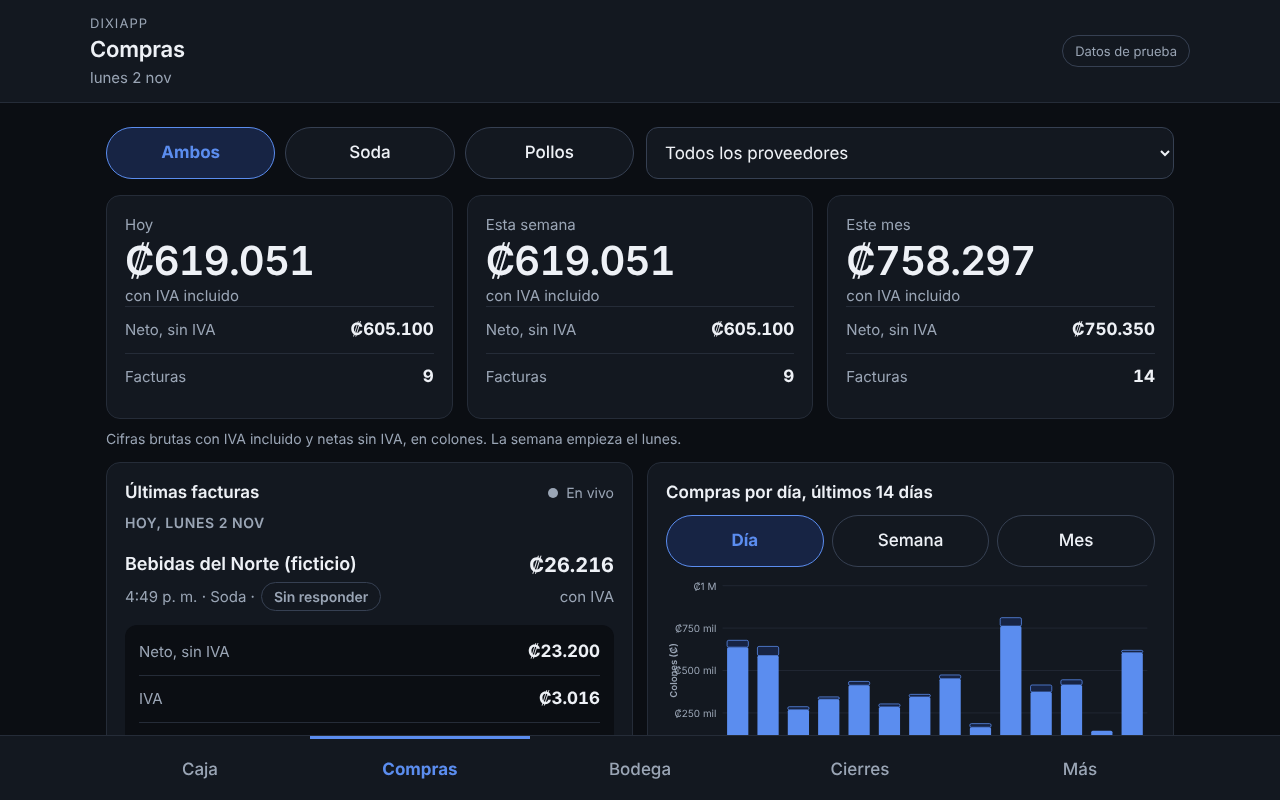 DIXIAPP
Compras
lunes 2 nov
Datos de prueba
Ambos
Soda
Pollos
Todos los proveedores
Hoy
₡619.051
con IVA incluido
Neto, sin IVA
₡605.100
Facturas
9
Esta semana
₡619.051
con IVA incluido
Neto, sin IVA
₡605.100
Facturas
9
Este mes
₡758.297
con IVA incluido
Neto, sin IVA
₡750.350
Facturas
14
Cifras brutas con IVA incluido y netas sin IVA, en colones. La semana empieza el lunes.
Últimas facturas
En vivo
HOY, LUNES 2 NOV
Bebidas del Norte (ficticio)
₡26.216
4:49 p. m. · Soda · Sin responder
con IVA
Neto, sin IVA
₡23.200
IVA
₡3.016
Compras por día, últimos 14 días
Día
Semana
Mes
₡1 M
₡750 mil
₡500 mil
₡250 mil
Colones (₡)
Caja
Compras
Bodega
Cierres
Más